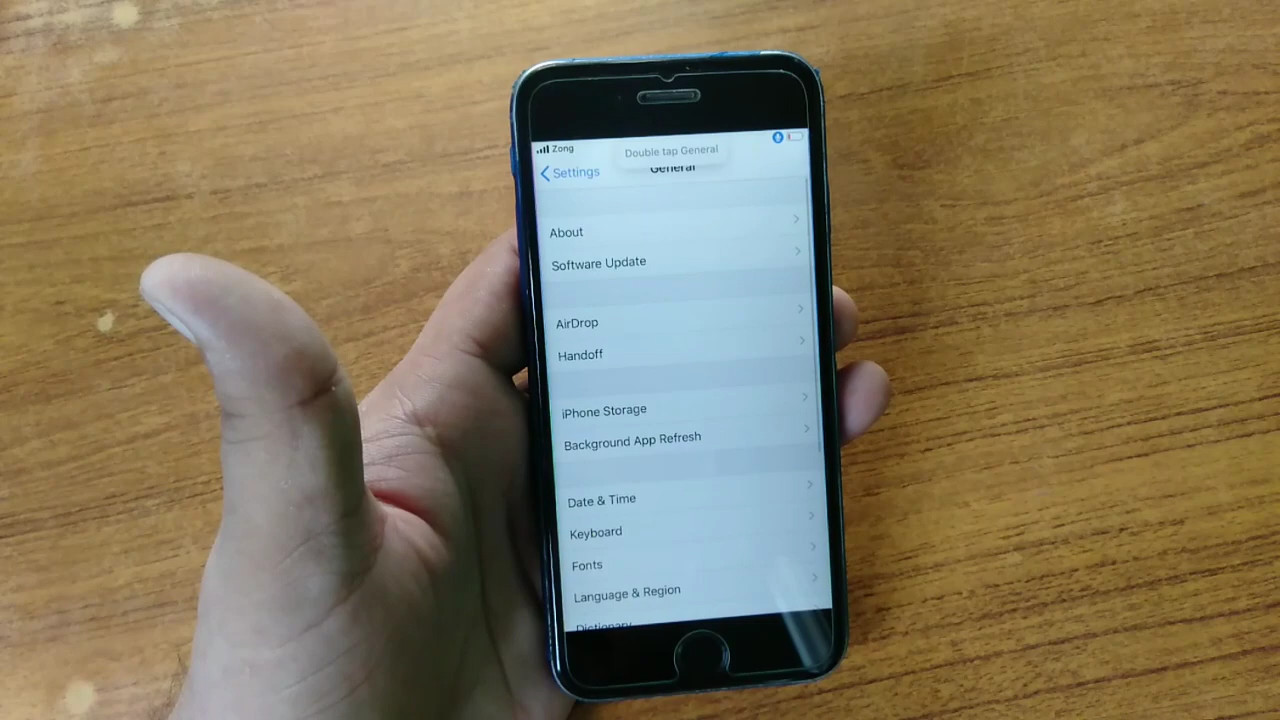 Zong
Double tap General
Settings
General
About
Software Update
AirDrop
Handoff
iPhone Storage
Background App Refresh
Date & Time
Keyboard
Fonts
Language & Region
Dictionary